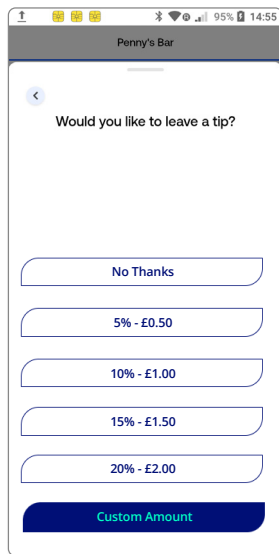 95% 14:55
Penny's Bar
Would you like to leave a tip?
No Thanks
5% - £0.50
10% - £1.00
15% - £1.50
20% - £2.00
Custom Amount